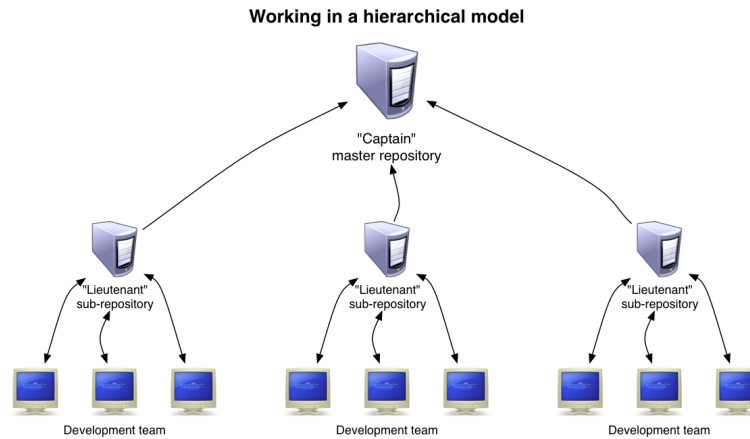 Working in a hierarchical model
"Captain"
master repository
"Lieutenant"
sub-repository
"Lieutenant"
sub-repository
"Lieutenant"
sub-repository
Development team
Development team
Development team